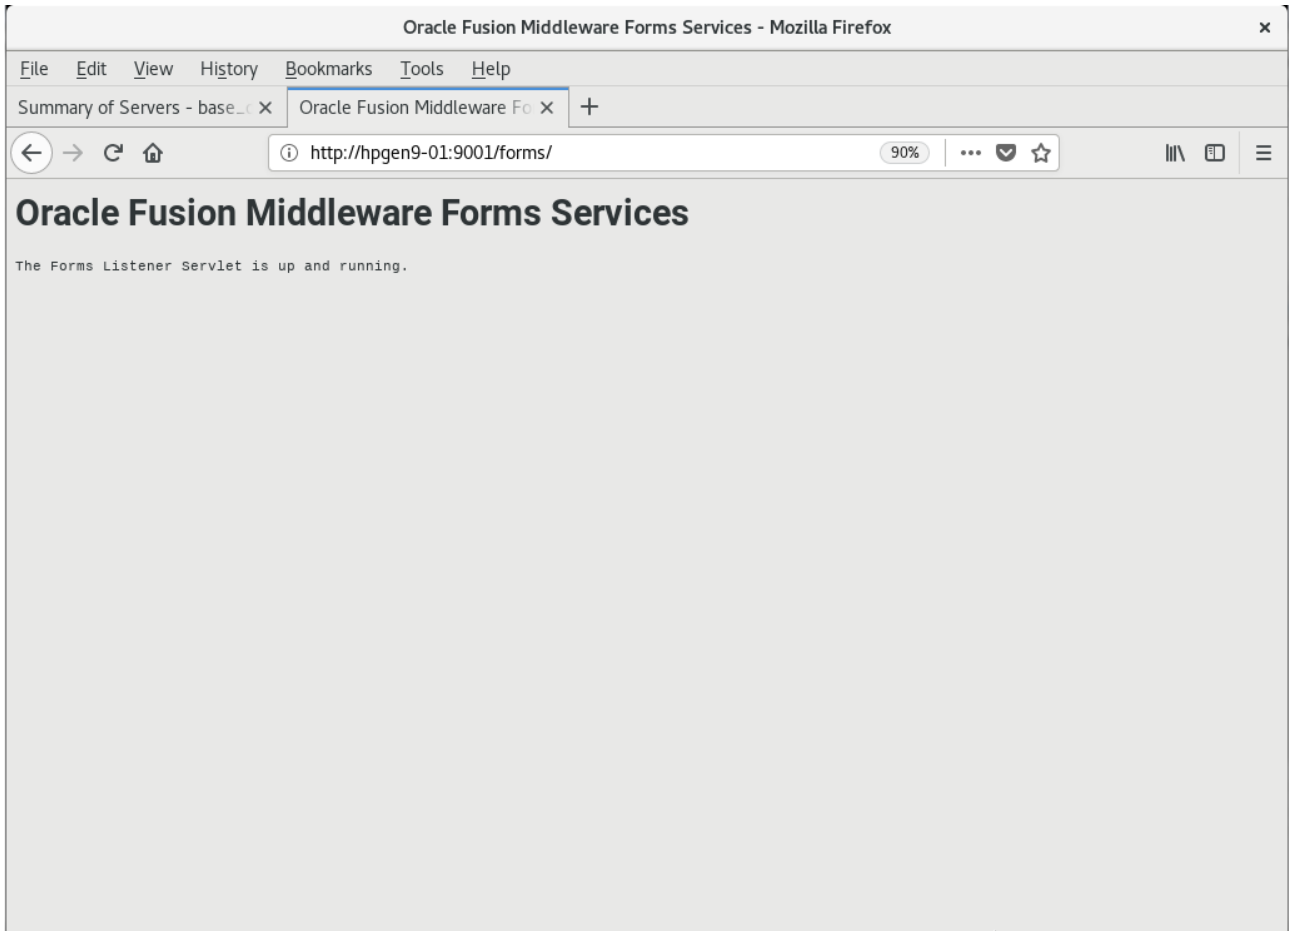 Oracle Fusion Middleware Forms Services - Mozilla Firefox
File Edit View History Bookmarks Tools Help
Summary of Servers - base_ Oracle Fusion Middleware Fo
http://hpgen9-01:9001/forms/ 90%
Oracle Fusion Middleware Forms Services
The Forms Listener Servlet is up and running.